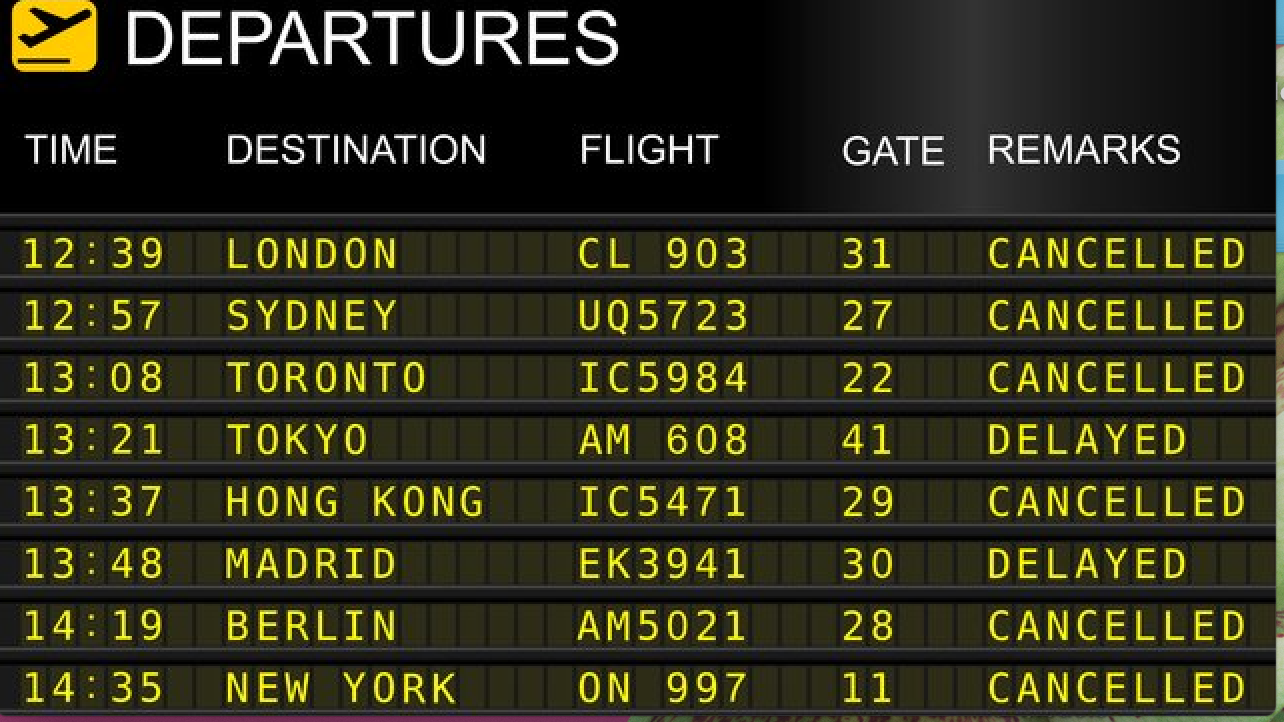 DEPARTURES
TIME DESTINATION FLIGHT GATE REMARKS
12:39 LONDON CL 903 31 CANCELLED
12:57 SYDNEY UQ5723 27 CANCELLED
13:08 TORONTO IC5984 22 CANCELLED
13:21 TOKYO AM 608 41 DELAYED
13:37 HONG KONG IC5471 29 CANCELLED
13:48 MADRID EK3941 30 DELAYED
14:19 BERLIN AM5021 28 CANCELLED
14:35 NEW YORK ON 997 11 CANCELLED